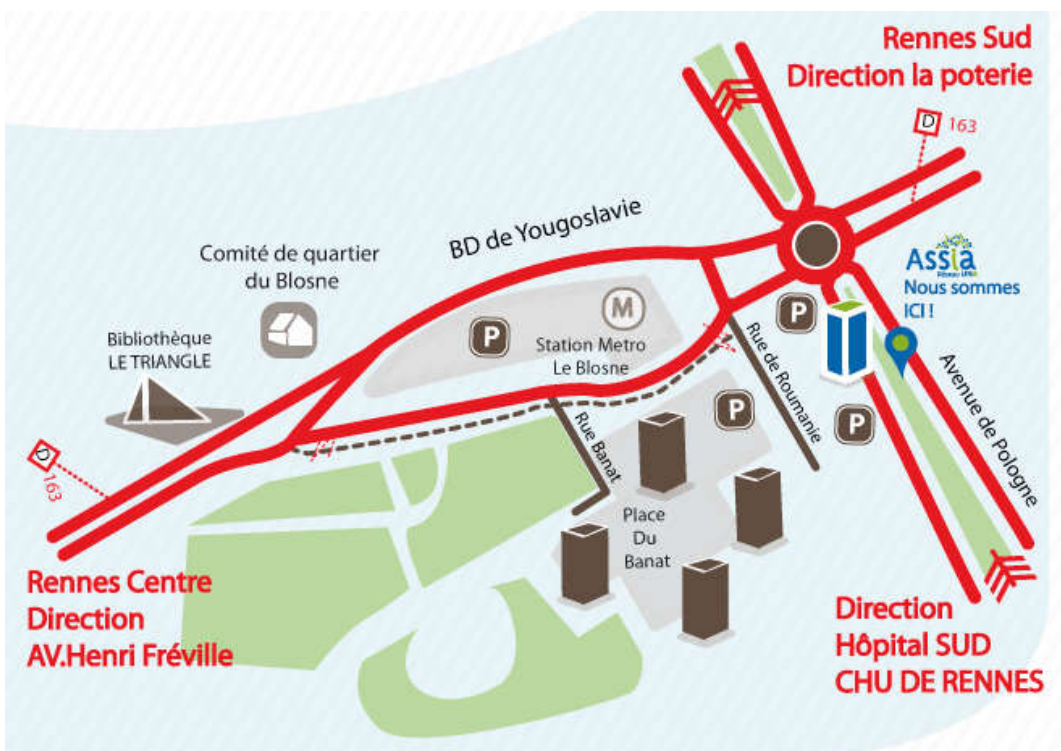 Rennes Sud
Direction la poterie
D 163
BD de Yougoslavie
Comité de quartier
du Blosne
Assia
Réseau UNA
Nous sommes
ICI !
P
M
P
Station Metro
Le Blosne
Bibliothèque
LE TRIANGLE
Rue de Roumanie
Avenue de Pologne
P
P
Rue Banat
D 163
Place
Du
Banat
Rennes Centre
Direction
AV.Henri Fréville
Direction
Hôpital SUD
CHU DE RENNES